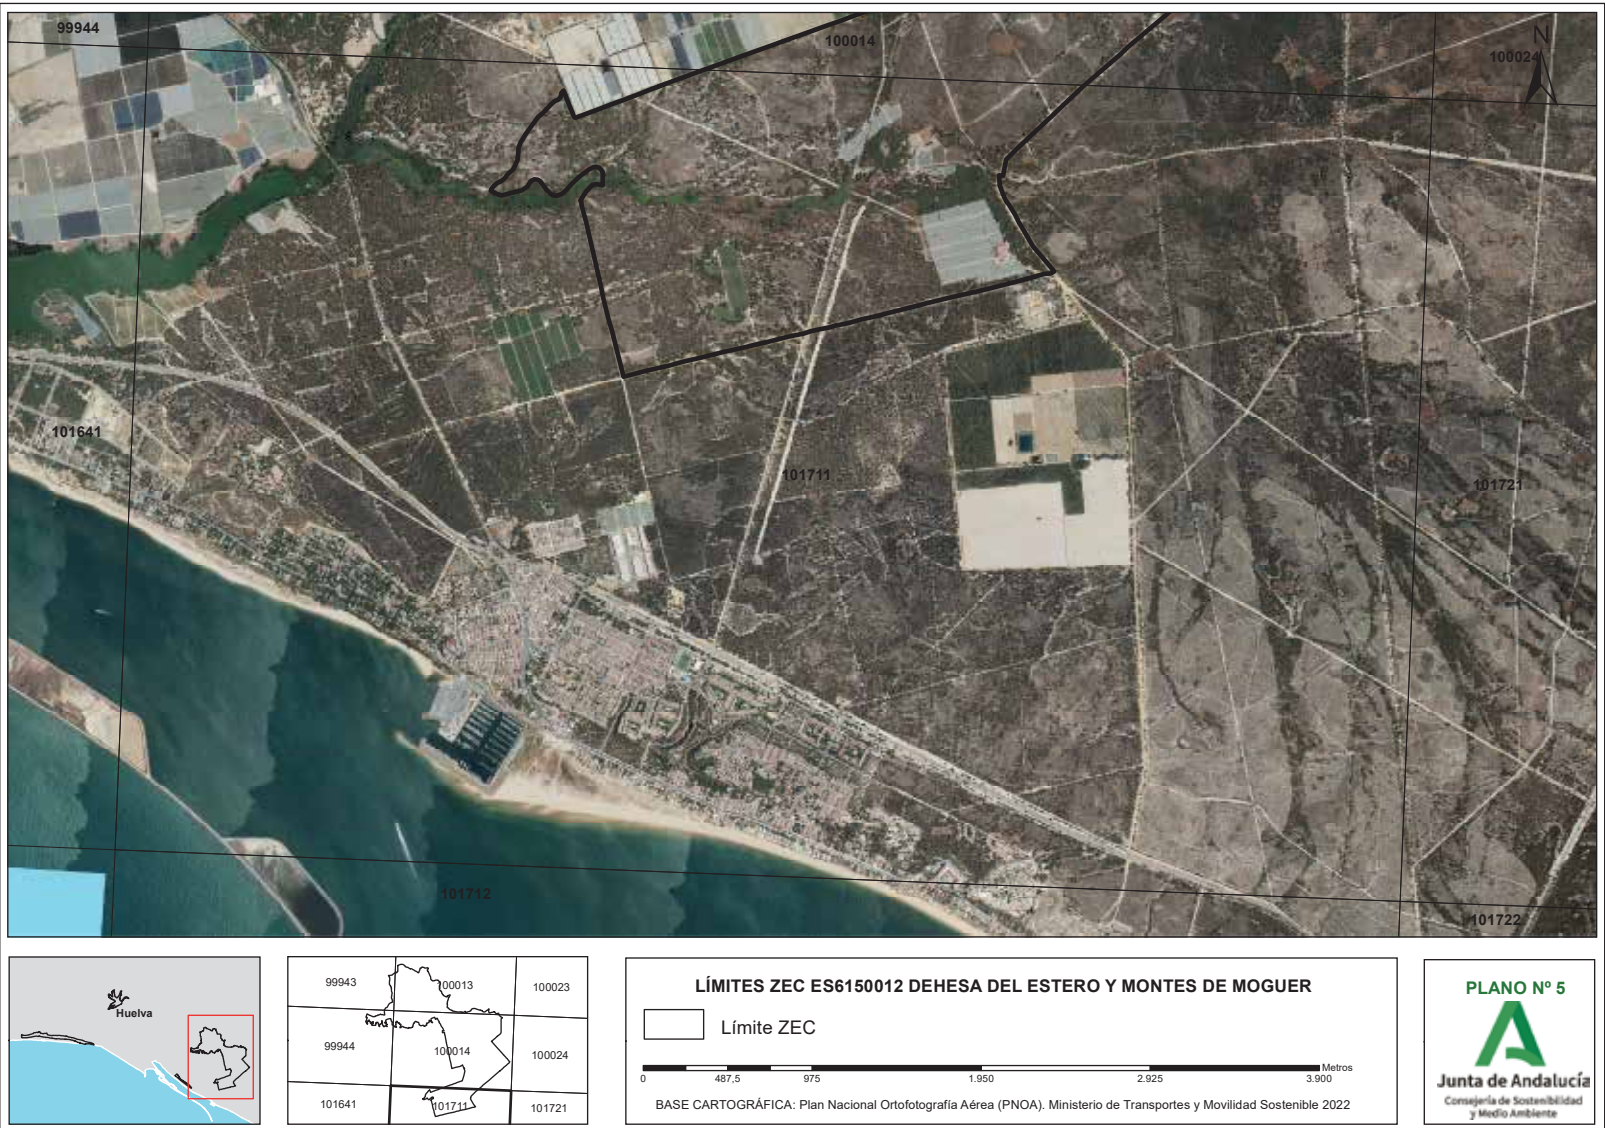 99944
100014
N
100024
101641
101711
101721
101712
101722
Huelva
99943
100013
100023
99944
100014
100024
101641
101711
101721
LÍMITES ZEC ES6150012 DEHESA DEL ESTERO Y MONTES DE MOGUER
Límite ZEC
Metros
0 487,5 975 1.950 2.925 3.900
BASE CARTOGRÁFICA: Plan Nacional Ortofotografía Aérea (PNOA). Ministerio de Transportes y Movilidad Sostenible 2022
PLANO Nº 5
Junta de Andalucía
Consejería de Sostenibilidad
y Medio Ambiente